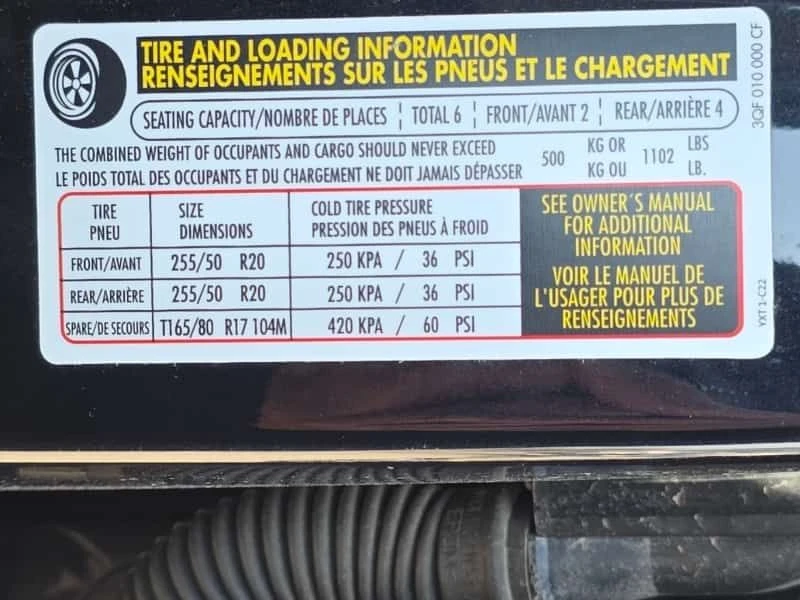 TIRE AND LOADING INFORMATION
RENSEIGNEMENTS SUR LES PNEUS ET LE CHARGEMENT
SEATING CAPACITY/NOMBRE DE PLACES ¦ TOTAL 6 ¦ FRONT/AVANT 2 ¦ REAR/ARRIÈRE 4
THE COMBINED WEIGHT OF OCCUPANTS AND CARGO SHOULD NEVER EXCEED
LE POIDS TOTAL DES OCCUPANTS ET DU CHARGEMENT NE DOIT JAMAIS DÉPASSER
500 KG OR 1102 LBS
KG OU LB.
TIRE SIZE COLD TIRE PRESSURE
PNEU DIMENSIONS PRESSION DES PNEUS À FROID
FRONT/AVANT 255/50 R20 250 KPA / 36 PSI
REAR/ARRIÈRE 255/50 R20 250 KPA / 36 PSI
SPARE/DE SECOURS T165/80 R17 104M 420 KPA / 60 PSI
SEE OWNER´S MANUAL
FOR ADDITIONAL
INFORMATION
VOIR LE MANUEL DE
L'USAGER POUR PLUS DE
RENSEIGNEMENTS
3QF 010 000 CF
YXT 1-C22